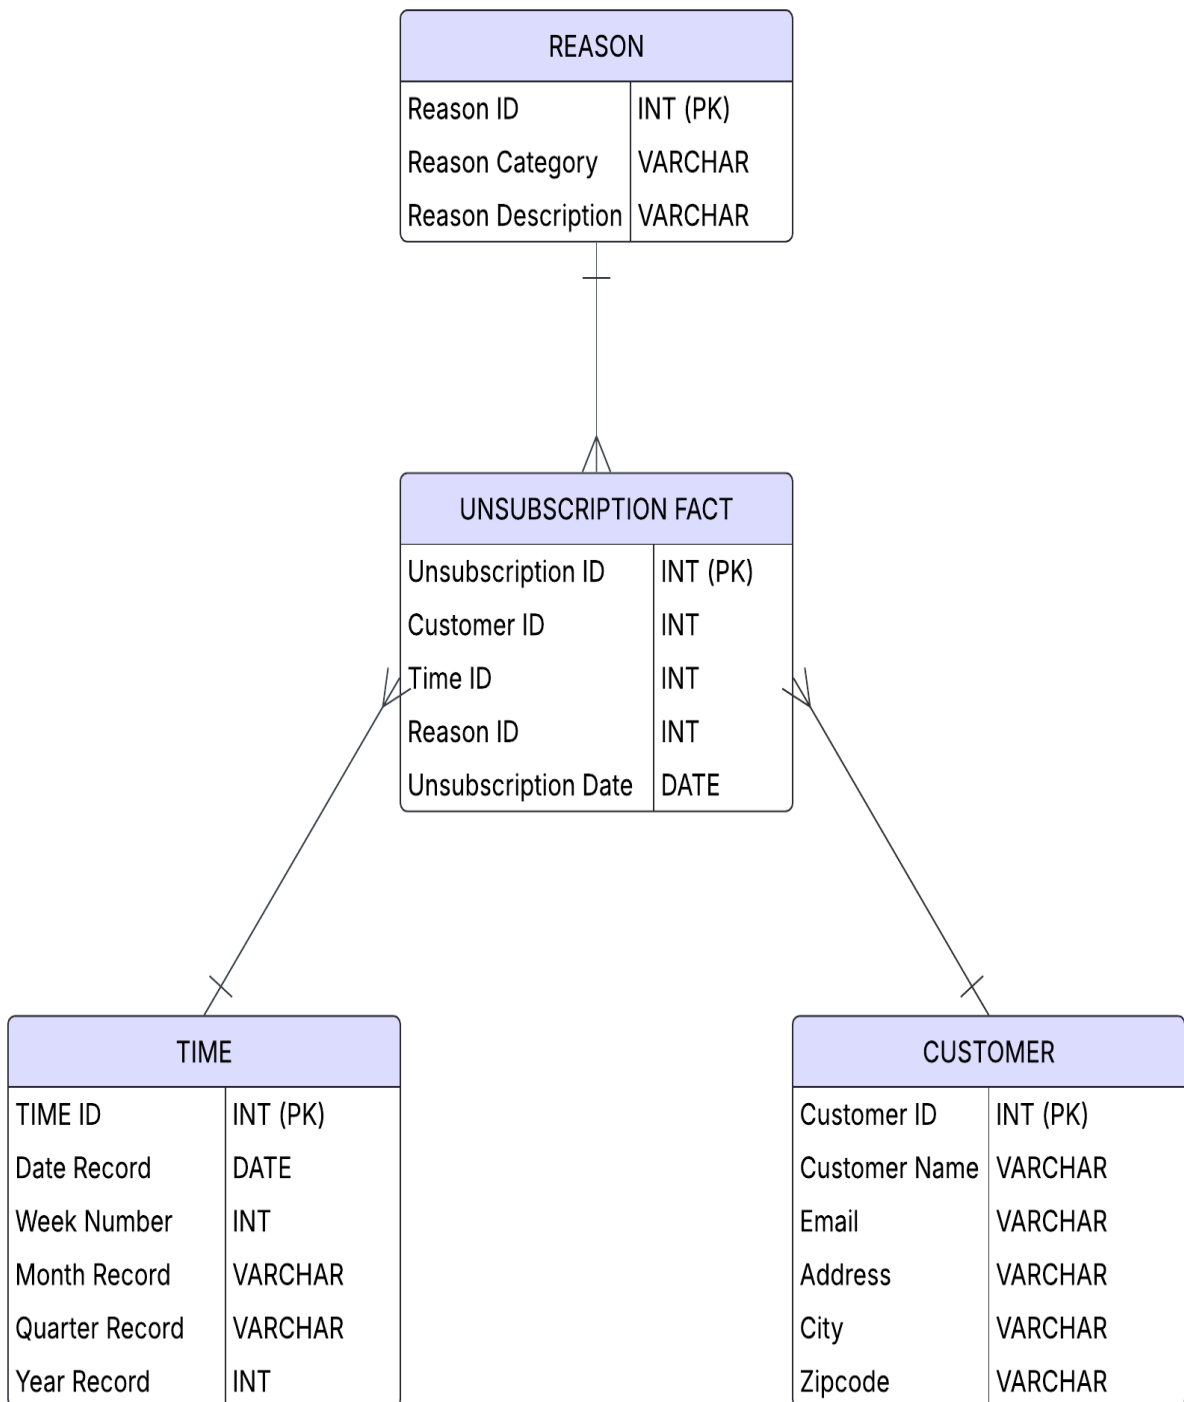 REASON
Reason ID INT (PK)
Reason Category VARCHAR
Reason Description VARCHAR
UNSUBSCRIPTION FACT
Unsubscription ID INT (PK)
Customer ID INT
Time ID INT
Reason ID INT
Unsubscription Date DATE
TIME
TIME ID INT (PK)
Date Record DATE
Week Number INT
Month Record VARCHAR
Quarter Record VARCHAR
Year Record INT
CUSTOMER
Customer ID INT (PK)
Customer Name VARCHAR
Email VARCHAR
Address VARCHAR
City VARCHAR
Zipcode VARCHAR